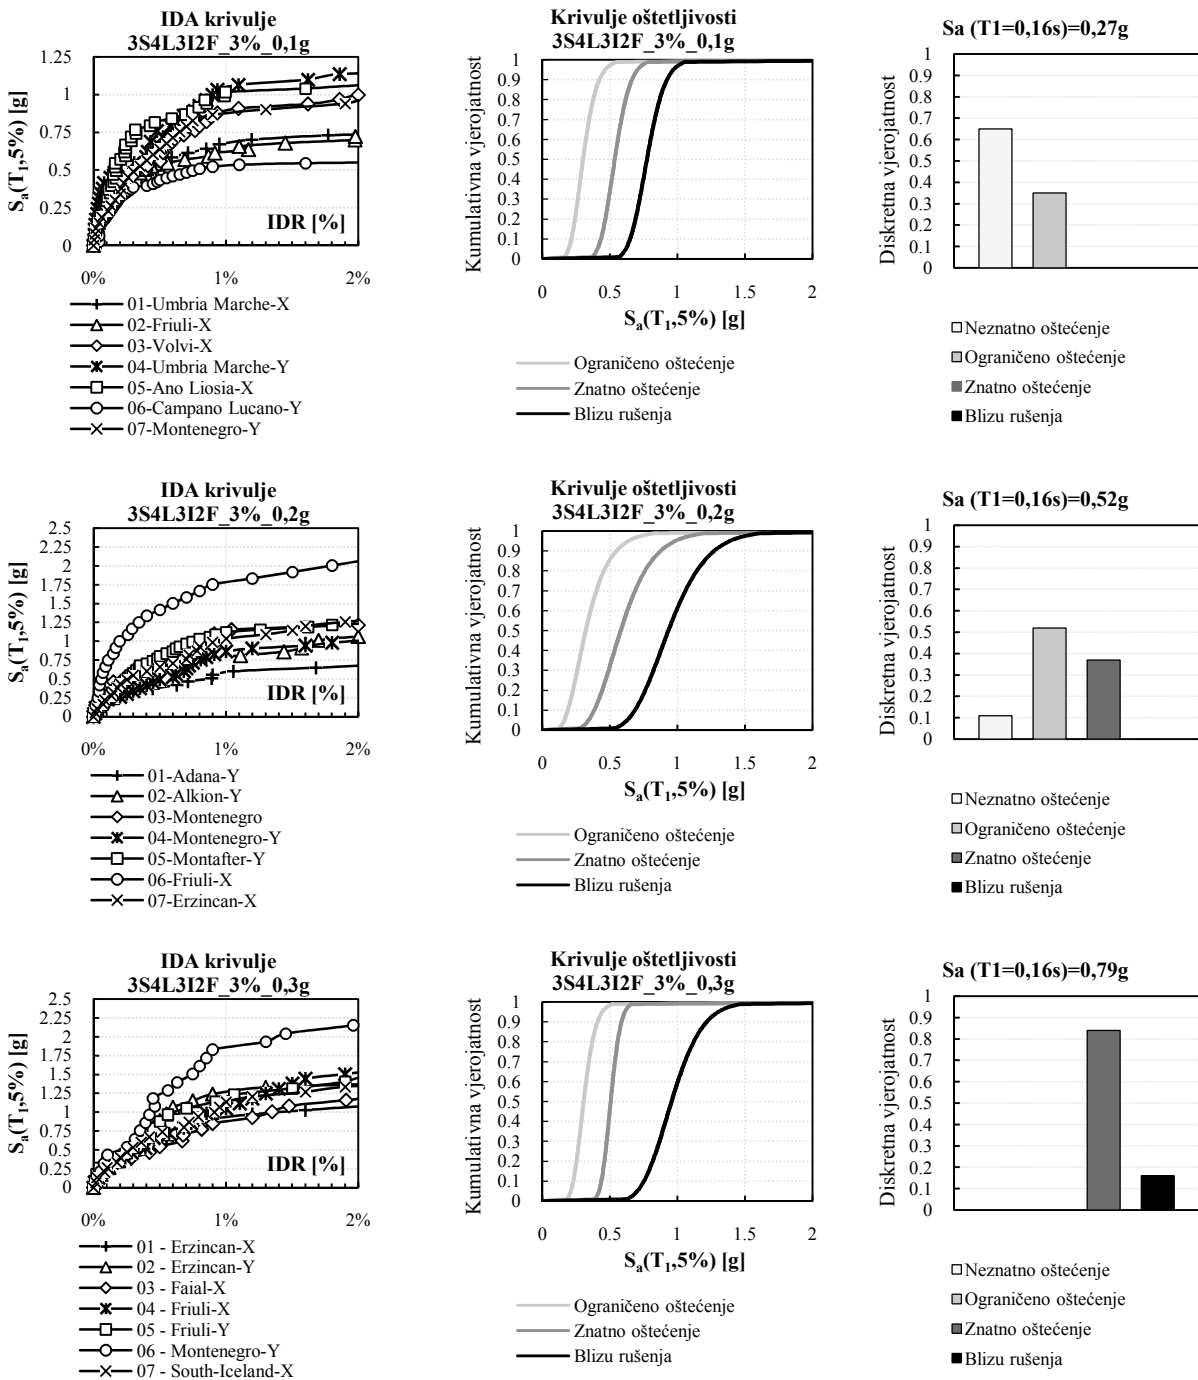 IDA krivulje
3S4L3I2F_3%_0,1g
1.25
1
0.75
0.5
0.25
0
Sa(T1,5%) [g]
IDR [%]
0%
1%
2%
01-Umbria Marche-X
02-Friuli-X
03-Volvi-X
04-Umbria Marche-Y
05-Ano Liosia-X
06-Campano Lucano-Y
07-Montenegro-Y
Krivulje oštetljivosti
3S4L3I2F_3%_0,1g
Kumulativna vjerojatnost
1
0.9
0.8
0.7
0.6
0.5
0.4
0.3
0.2
0.1
0
0
0.5
1
1.5
2
Sa(T1,5%) [g]
Ograničeno oštećenje
Znatno oštećenje
Blizu rušenja
Sa (T1=0,16s)=0,27g
Diskretna vjerojatnost
1
0.9
0.8
0.7
0.6
0.5
0.4
0.3
0.2
0.1
0
Neznatno oštećenje
Ograničeno oštećenje
Znatno oštećenje
Blizu rušenja
IDA krivulje
3S4L3I2F_3%_0,2g
2.5
2.25
2
1.75
1.5
1.25
1
0.75
0.5
0.25
0
Sa(T1,5%) [g]
IDR [%]
0%
1%
2%
01-Adana-Y
02-Alkion-Y
03-Montenegro
04-Montenegro-Y
05-Montafter-Y
06-Friuli-X
07-Erzincan-X
Krivulje oštetljivosti
3S4L3I2F_3%_0,2g
Kumulativna vjerojatnost
1
0.9
0.8
0.7
0.6
0.5
0.4
0.3
0.2
0.1
0
0
0.5
1
1.5
2
Sa(T1,5%) [g]
Ograničeno oštećenje
Znatno oštećenje
Blizu rušenja
Sa (T1=0,16s)=0,52g
Diskretna vjerojatnost
1
0.9
0.8
0.7
0.6
0.5
0.4
0.3
0.2
0.1
0
Neznatno oštećenje
Ograničeno oštećenje
Znatno oštećenje
Blizu rušenja
IDA krivulje
3S4L3I2F_3%_0,3g
2.5
2.25
2
1.75
1.5
1.25
1
0.75
0.5
0.25
0
Sa(T1,5%) [g]
IDR [%]
0%
1%
2%
01 - Erzincan-X
02 - Erzincan-Y
03 - Faial-X
04 - Friuli-X
05 - Friuli-Y
06 - Montenegro-Y
07 - South-Iceland-X
Krivulje oštetljivosti
3S4L3I2F_3%_0,3g
Kumulativna vjerojatnost
1
0.9
0.8
0.7
0.6
0.5
0.4
0.3
0.2
0.1
0
0
0.5
1
1.5
2
Sa(T1,5%) [g]
Ograničeno oštećenje
Znatno oštećenje
Blizu rušenja
Sa (T1=0,16s)=0,79g
Diskretna vjerojatnost
1
0.9
0.8
0.7
0.6
0.5
0.4
0.3
0.2
0.1
0
Neznatno oštećenje
Ograničeno oštećenje
Znatno oštećenje
Blizu rušenja